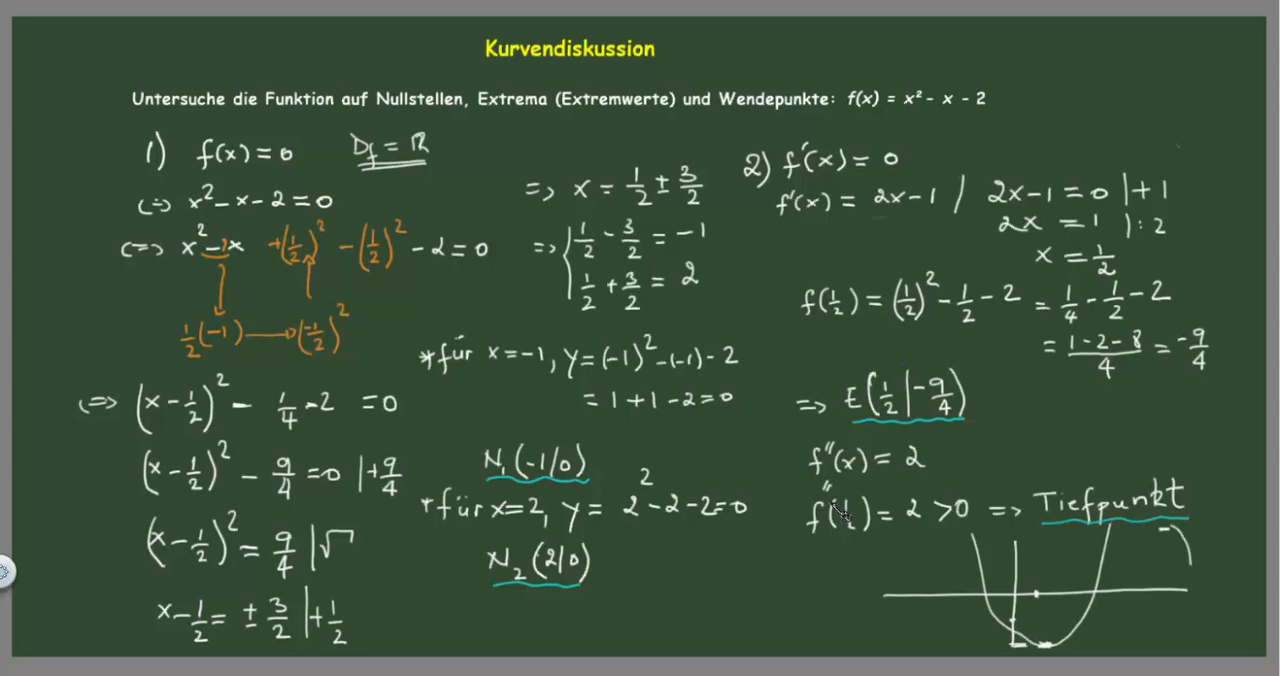 Kurvendiskussion
Untersuche die Funktion auf Nullstellen, Extrema (Extremwerte) und Wendepunkte: f(x) = x² - x - 2
1) f(x) = 0 D_f = ℝ
(=) x² - x - 2 = 0
(=>) x² - 1x + (1/2)² - (1/2)² - 2 = 0
1/2 (-1) → (-1/2)²
(=>) (x - 1/2)² - 1/4 - 2 = 0
(x - 1/2)² - 9/4 = 0 | + 9/4
(x - 1/2)² = 9/4 | √
x - 1/2 = ± 3/2 | + 1/2
=> x = 1/2 ± 3/2
=> { 1/2 - 3/2 = -1
1/2 + 3/2 = 2
* für x = -1, y = (-1)² - (-1) - 2
= 1 + 1 - 2 = 0
N₁ (-1/0)
* für x = 2, y = 2² - 2 - 2 = 0
N₂ (2/0)
2) f'(x) = 0
f'(x) = 2x - 1 / 2x - 1 = 0 | + 1
2x = 1 | : 2
x = 1/2
f(1/2) = (1/2)² - 1/2 - 2 = 1/4 - 1/2 - 2
= (1 - 2 - 8)/4 = -9/4
=> E (1/2 | -9/4)
f''(x) = 2
f''(1/2) = 2 > 0 => Tiefpunkt